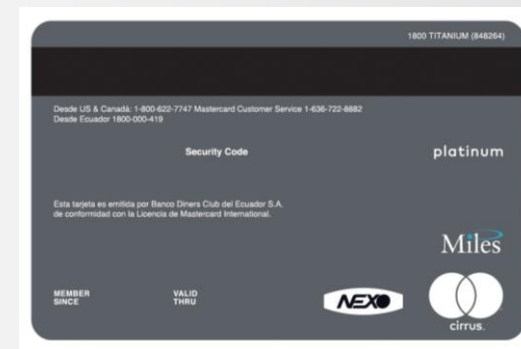 1800 TITANIUM (848264)
Desde US & Canadá: 1-800-622-7747 Mastercard Customer Service 1-636-722-8882
Desde Ecuador 1800-000-419
Security Code
platinum
Esta tarjeta es emitida por Banco Diners Club del Ecuador S.A.
de conformidad con la Licencia de Mastercard International.
Miles
MEMBER
SINCE
VALID
THRU
NEXO
cirrus.